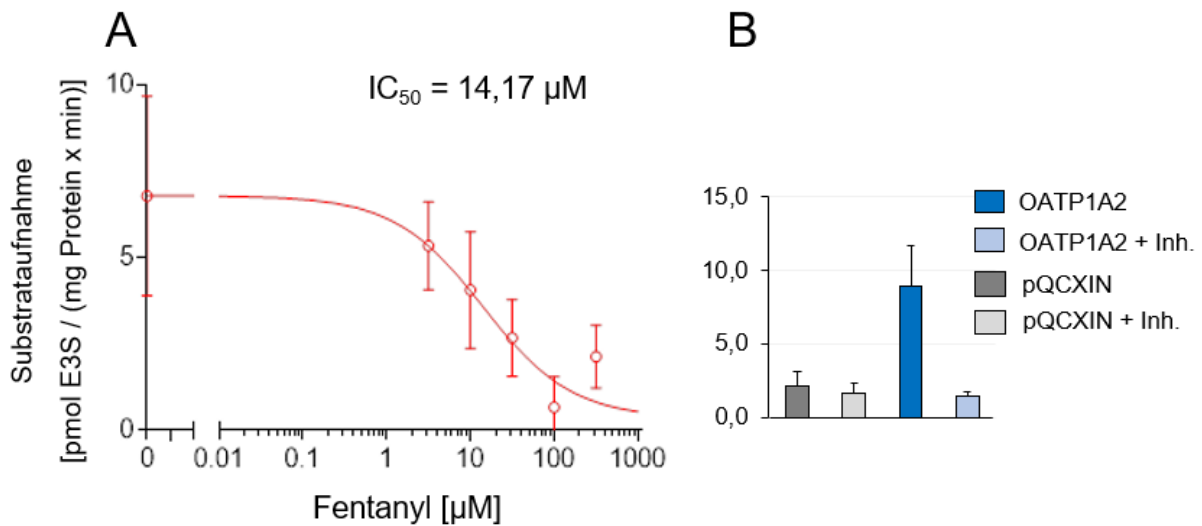 A
B
IC50 = 14,17 µM
Substrataufnahme
[pmol E3S / (mg Protein x min)]
10
5
0
0 0.01 0.1 1 10 100 1000
Fentanyl [µM]
15,0
10,0
5,0
0,0
OATP1A2
OATP1A2 + Inh.
pQCXIN
pQCXIN + Inh.